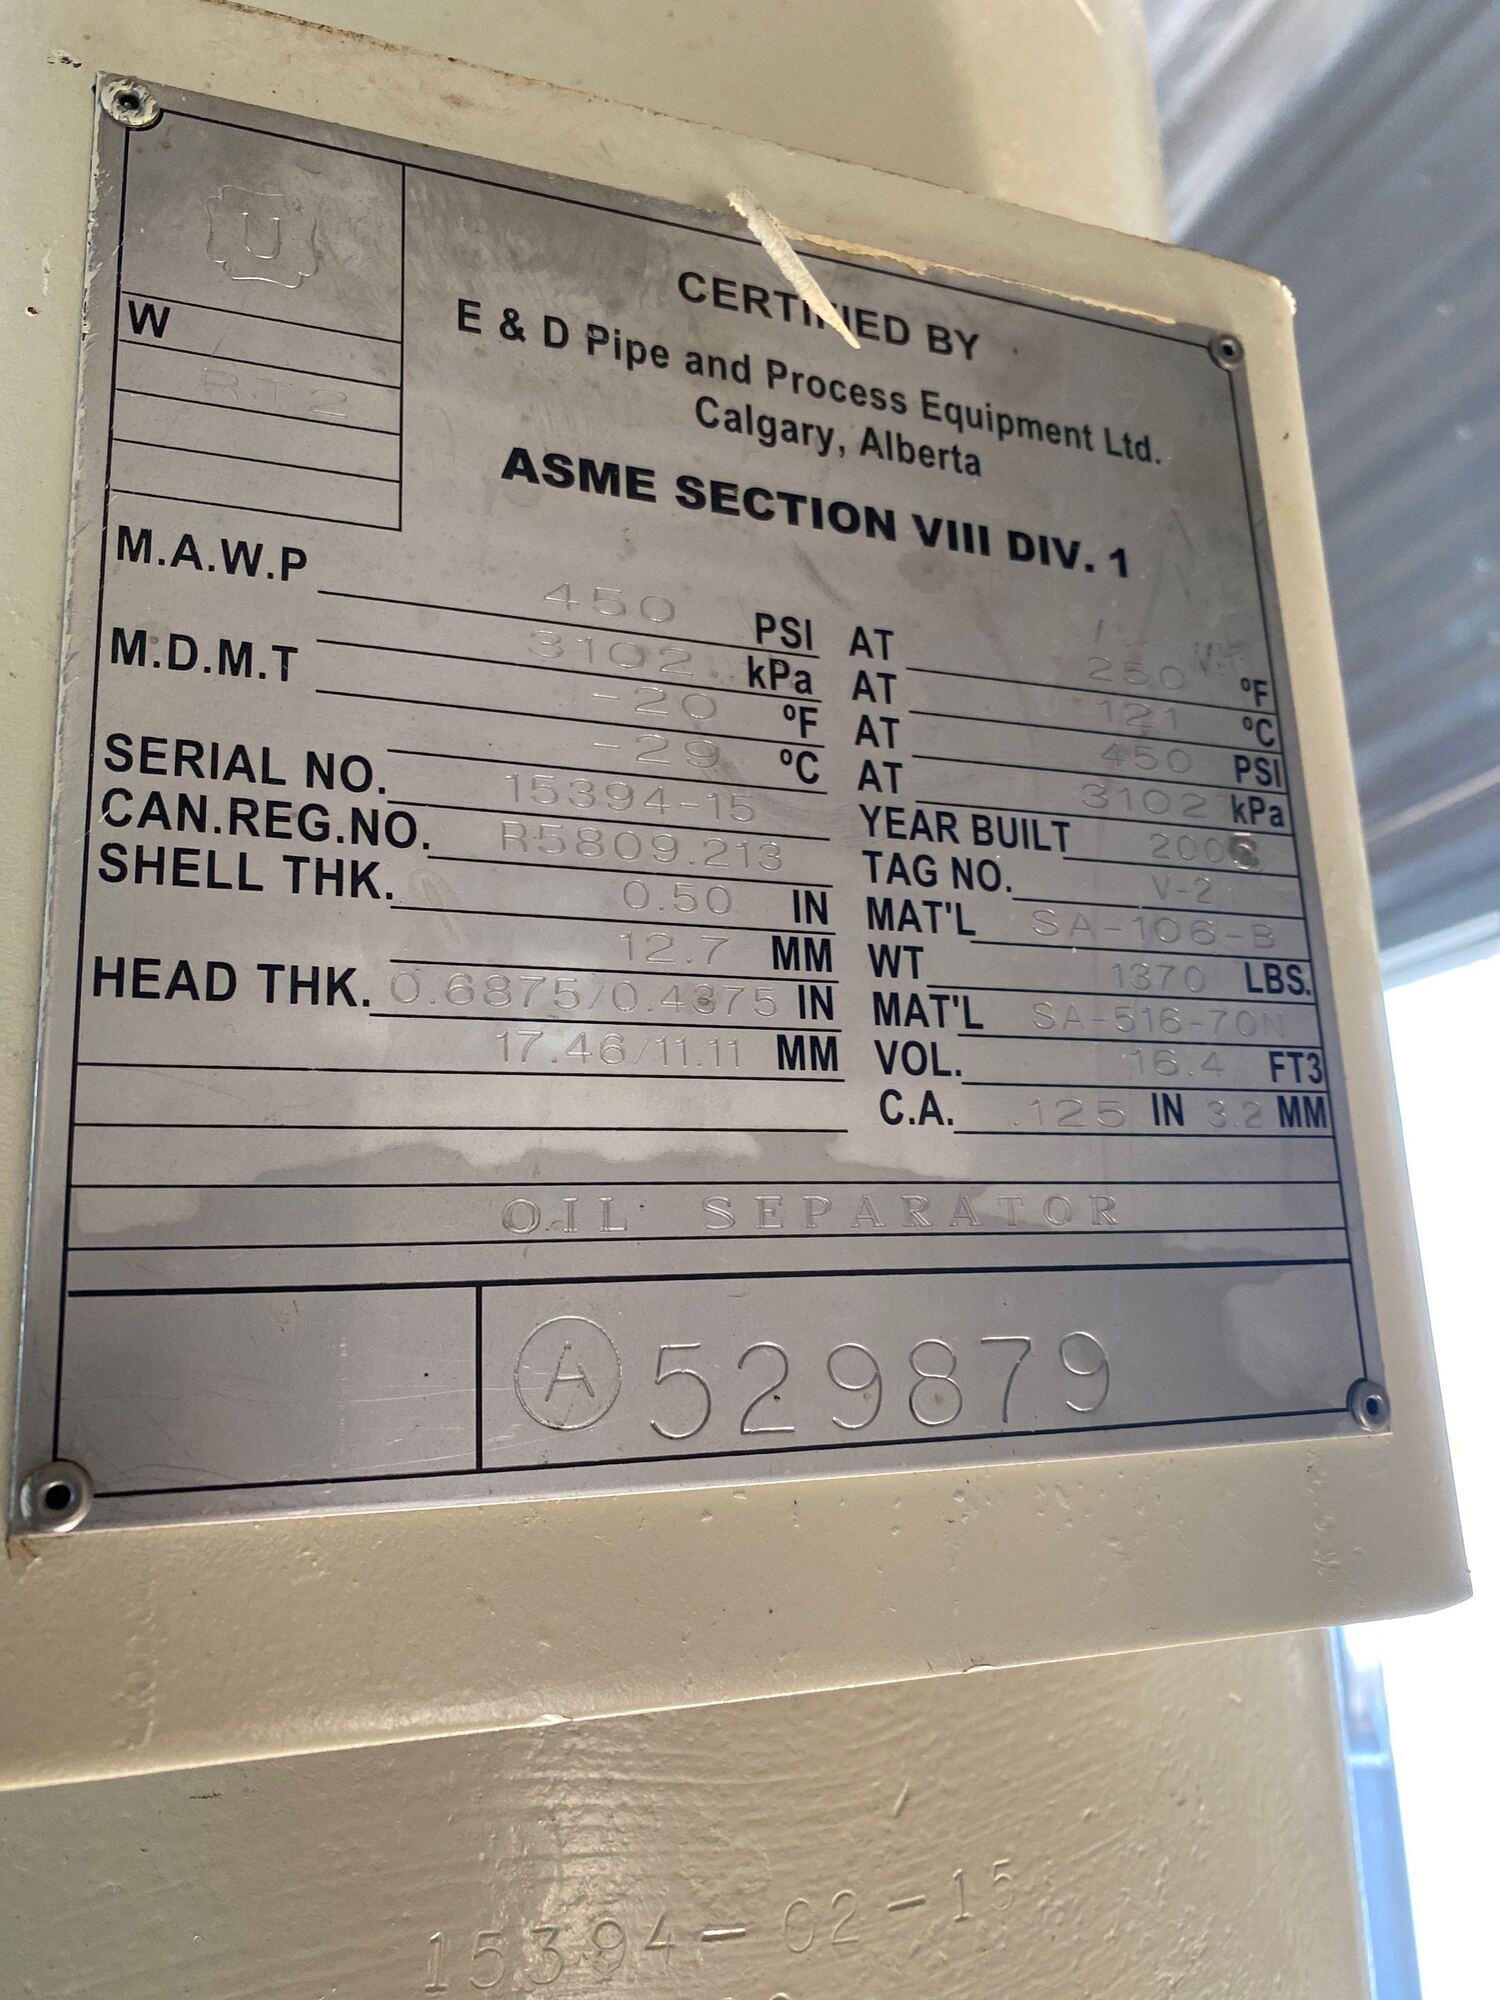 U
W
RT2
CERTIFIED BY
E & D Pipe and Process Equipment Ltd.
Calgary, Alberta
ASME SECTION VIII DIV. 1
M.A.W.P 450 PSI AT 250 °F
3102 kPa AT 121 °C
M.D.M.T -20 °F AT 450 PSI
-29 °C AT 3102 kPa
SERIAL NO. 15394-15 YEAR BUILT
CAN.REG.NO. R5809.213 TAG NO. V-2
SHELL THK. 0.50 IN MAT'L SA-106-B
12.7 MM WT 1370 LBS.
HEAD THK. 0.6875/0.4375 IN MAT'L SA-516-70N
17.46/11.11 MM VOL. 16.4 FT3
C.A. .125 IN 3.2 MM
OIL SEPARATOR
A 529879
15394-02-15